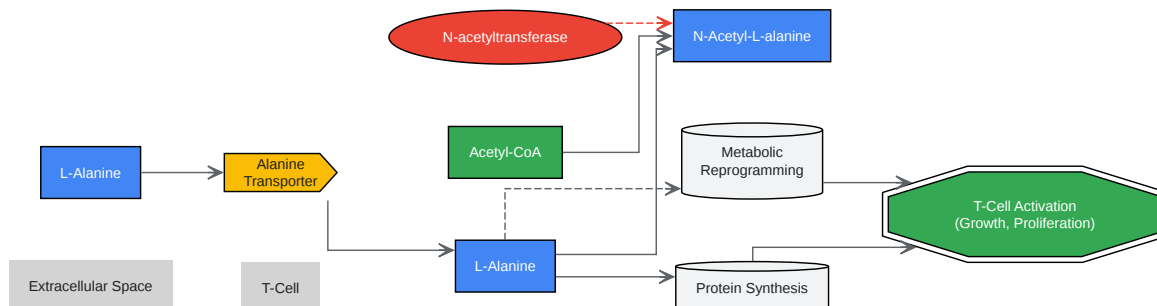 N-acetyltransferase
N-Acetyl-L-alanine
Acetyl-CoA
Metabolic
Reprogramming
L-Alanine
Alanine
Transporter
T-Cell Activation
(Growth, Proliferation)
L-Alanine
Extracellular Space
T-Cell
Protein Synthesis